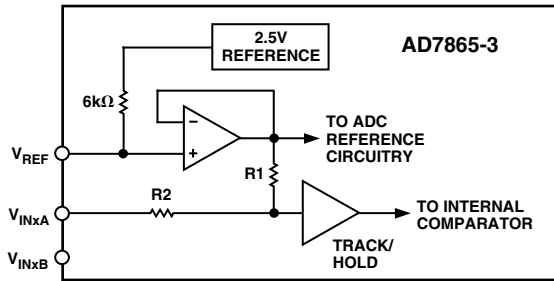 2.5V
REFERENCE
AD7865-3
6kΩ
−
+
TO ADC
REFERENCE
CIRCUITRY
VREF
R1
R2
VINxA
TO INTERNAL
COMPARATOR
TRACK/
HOLD
VINxB